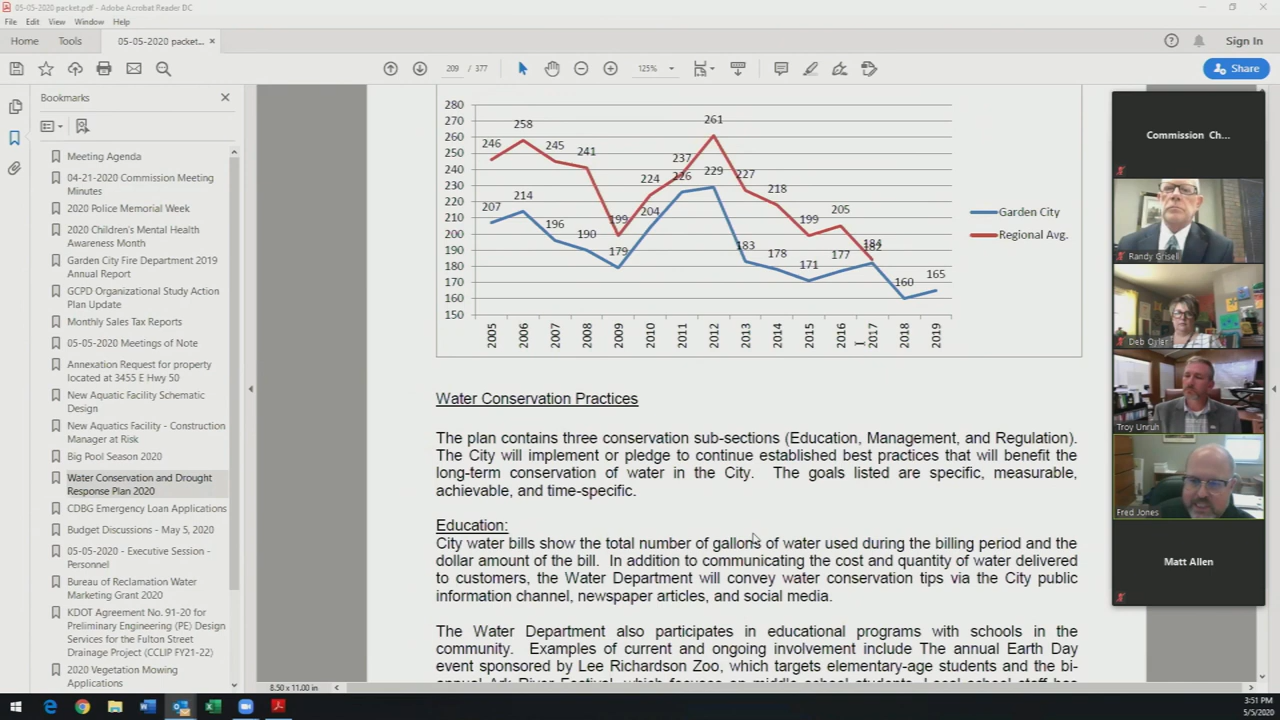 05-05-2020 packet.pdf - Adobe Acrobat Reader DC
File Edit View Window Help
Home Tools 05-05-2020 packet... × Sign In
209 / 377 125% Share
Bookmarks
Meeting Agenda
04-21-2020 Commission Meeting
Minutes
2020 Police Memorial Week
2020 Children's Mental Health
Awareness Month
Garden City Fire Department 2019
Annual Report
GCPD Organizational Study Action
Plan Update
Monthly Sales Tax Reports
05-05-2020 Meetings of Note
Annexation Request for property
located at 3455 E Hwy 50
New Aquatic Facility Schematic
Design
New Aquatics Facility - Construction
Manager at Risk
Big Pool Season 2020
Water Conservation and Drought
Response Plan 2020
CDBG Emergency Loan Applications
Budget Discussions - May 5, 2020
05-05-2020 - Executive Session -
Personnel
Bureau of Reclamation Water
Marketing Grant 2020
KDOT Agreement No. 91-20 for
Preliminary Engineering (PE) Design
Services for the Fulton Street
Drainage Project (CCLIP FY21-22)
2020 Vegetation Mowing
Applications
280
270
260
250
240
230
220
210
200
190
180
170
160
150
246 258 245 241 199 224 237 261 227 218 199 205 184
207 214 196 190 179 204 226 229 183 178 171 177 160 165
2005 2006 2007 2008 2009 2010 2011 2012 2013 2014 2015 2016 2017 2018 2019
Garden City
Regional Avg.
Water Conservation Practices
The plan contains three conservation sub-sections (Education, Management, and Regulation).
The City will implement or pledge to continue established best practices that will benefit the
long-term conservation of water in the City. The goals listed are specific, measurable,
achievable, and time-specific.
Education:
City water bills show the total number of gallons of water used during the billing period and the
dollar amount of the bill. In addition to communicating the cost and quantity of water delivered
to customers, the Water Department will convey water conservation tips via the City public
information channel, newspaper articles, and social media.
The Water Department also participates in educational programs with schools in the
community. Examples of current and ongoing involvement include The annual Earth Day
event sponsored by Lee Richardson Zoo, which targets elementary-age students and the bi-
8.50 x 11.00 in
Commission Ch...
Randy Grisell
Deb Oyler
Troy Unruh
Fred Jones
Matt Allen
3:51 PM
5/5/2020